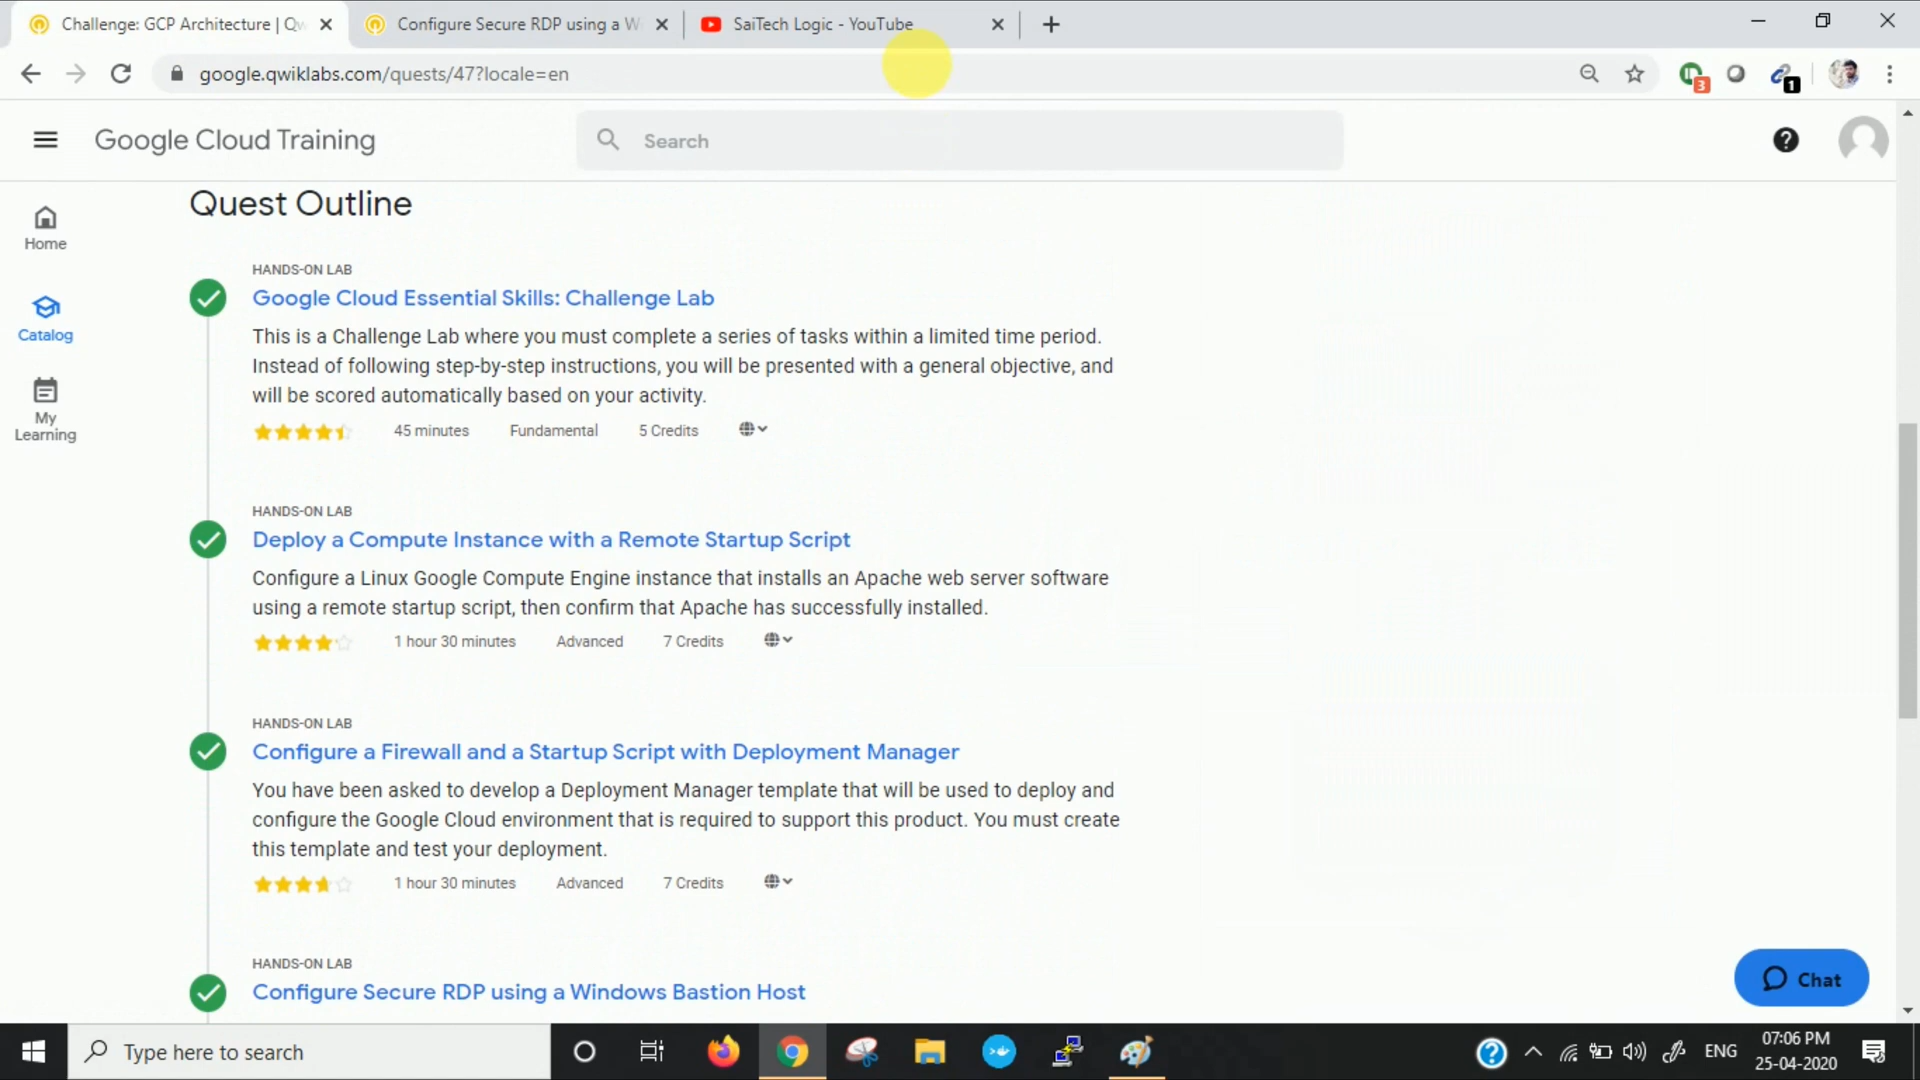 Challenge: GCP Architecture | Qw
Configure Secure RDP using a W
SaiTech Logic - YouTube
google.qwiklabs.com/quests/47?locale=en
3
1
Google Cloud Training
Search
Home
Catalog
My
Learning
Quest Outline
HANDS-ON LAB
Google Cloud Essential Skills: Challenge Lab
This is a Challenge Lab where you must complete a series of tasks within a limited time period.
Instead of following step-by-step instructions, you will be presented with a general objective, and
will be scored automatically based on your activity.
45 minutes Fundamental 5 Credits
HANDS-ON LAB
Deploy a Compute Instance with a Remote Startup Script
Configure a Linux Google Compute Engine instance that installs an Apache web server software
using a remote startup script, then confirm that Apache has successfully installed.
1 hour 30 minutes Advanced 7 Credits
HANDS-ON LAB
Configure a Firewall and a Startup Script with Deployment Manager
You have been asked to develop a Deployment Manager template that will be used to deploy and
configure the Google Cloud environment that is required to support this product. You must create
this template and test your deployment.
1 hour 30 minutes Advanced 7 Credits
HANDS-ON LAB
Configure Secure RDP using a Windows Bastion Host
Chat
Type here to search
ENG
07:06 PM
25-04-2020